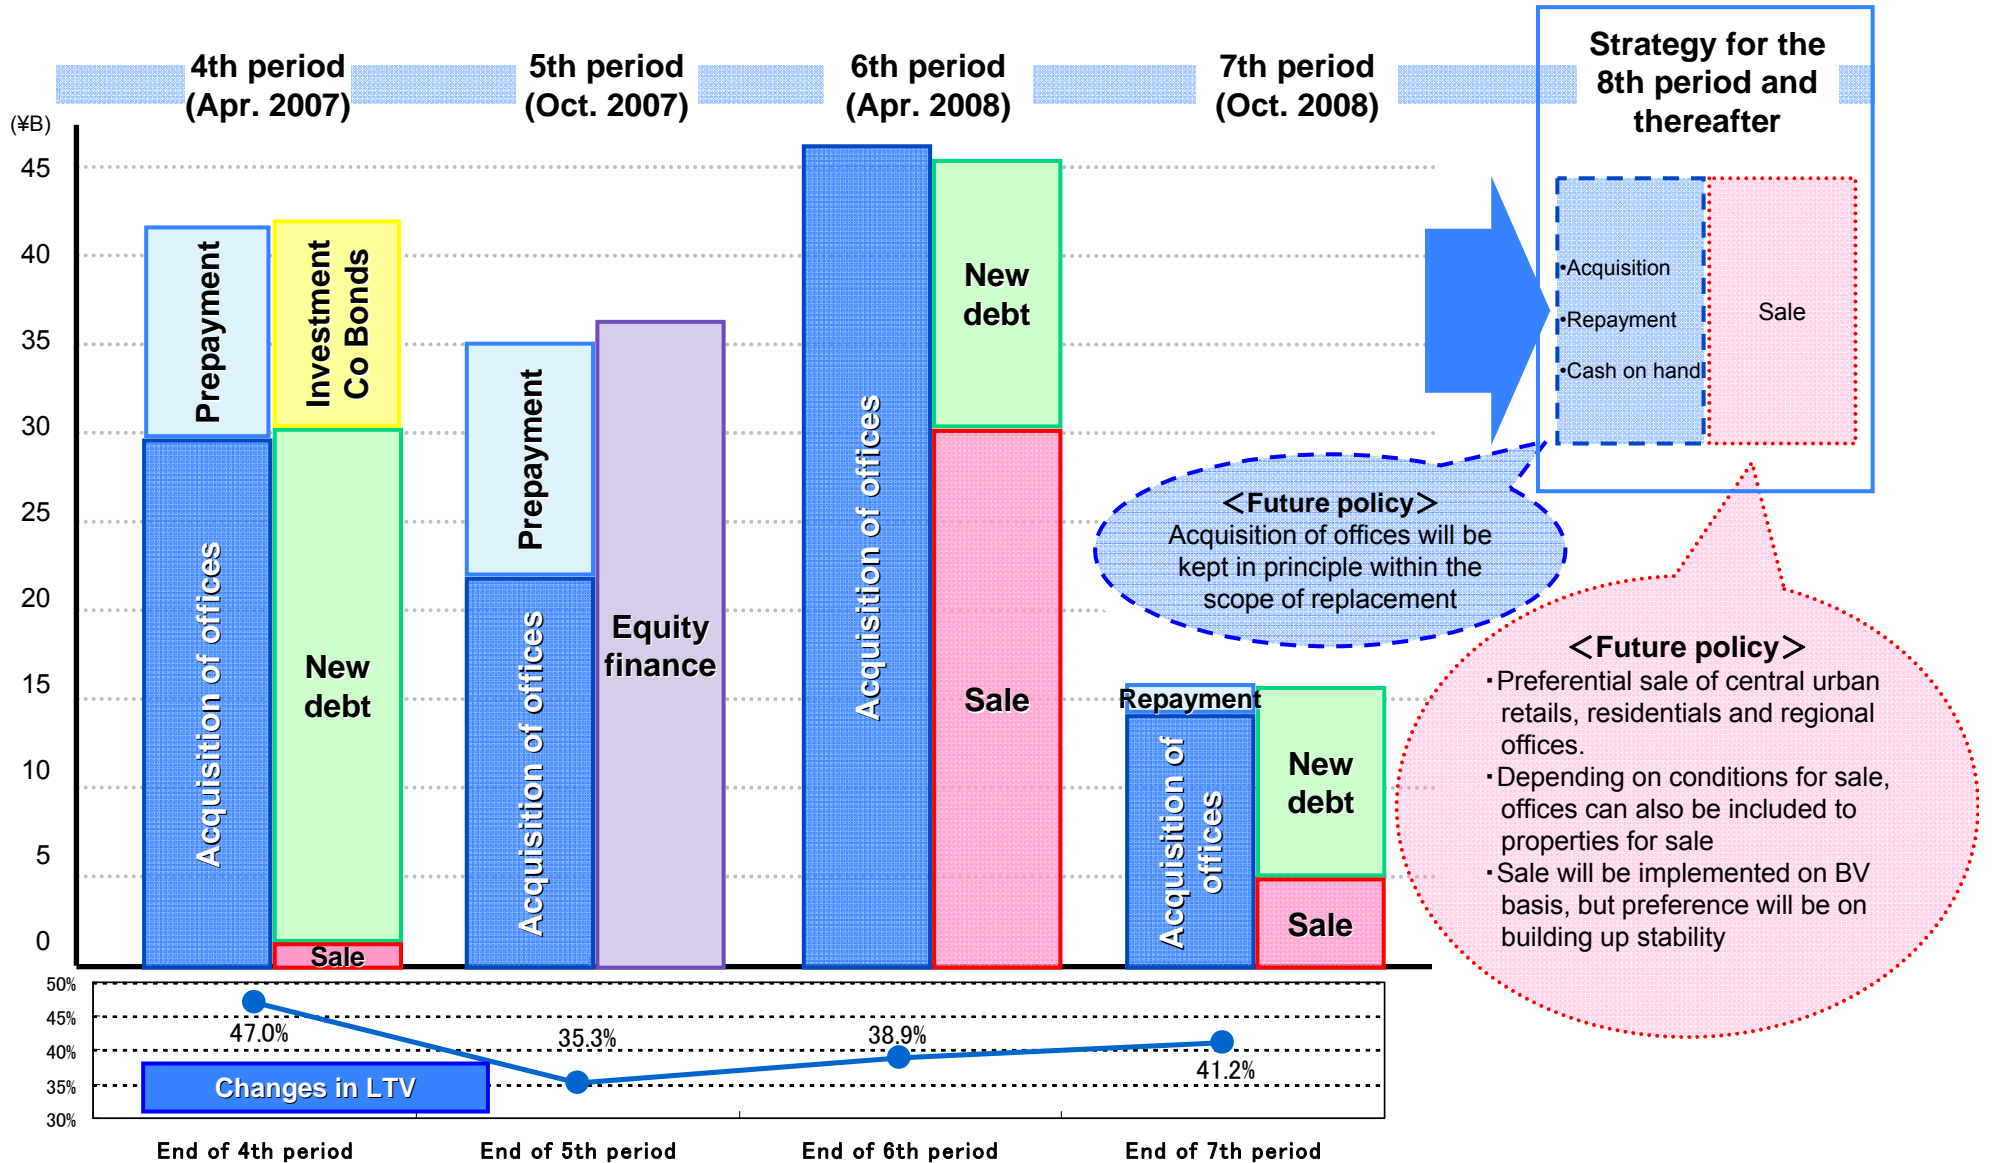 4th period
(Apr. 2007)
5th period
(Oct. 2007)
6th period
(Apr. 2008)
7th period
(Oct. 2008)
Strategy for the
8th period and
thereafter
(¥B)
45
40
35
30
25
20
15
10
5
0
Prepayment
Acquisition of offices
Investment
Co Bonds
New
debt
Sale
Prepayment
Acquisition of offices
Equity
finance
Acquisition of offices
New
debt
Sale
Repayment
Acquisition of
offices
New
debt
Sale
・Acquisition
・Repayment
・Cash on hand
Sale
＜Future policy＞
Acquisition of offices will be
kept in principle within the
scope of replacement
＜Future policy＞
・Preferential sale of central urban
retails, residentials and regional
offices.
・Depending on conditions for sale,
offices can also be included to
properties for sale
・Sale will be implemented on BV
basis, but preference will be on
building up stability
50%
45%
40%
35%
30%
47.0%
35.3%
38.9%
41.2%
Changes in LTV
End of 4th period
End of 5th period
End of 6th period
End of 7th period